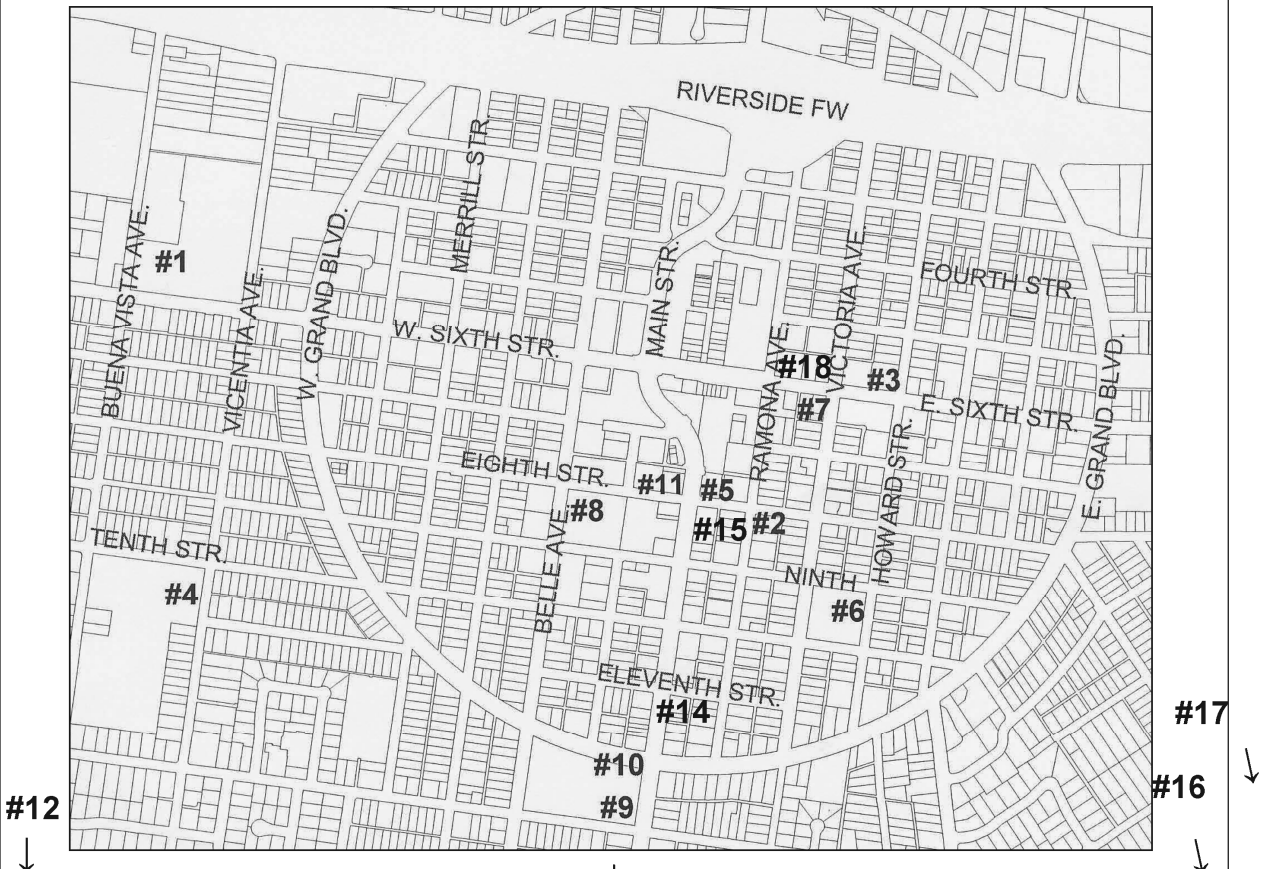 RIVERSIDE FW
MERRILL STR.
BUENA VISTA AVE.
#1
VICENTIA AVE.
W. GRAND BLVD.
MAIN STR.
VICTORIA AVE.
FOURTH STR.
W. SIXTH STR.
RAMONA AVE.
#18
#3
#7
E. SIXTH STR.
E. GRAND BLVD.
HOWARD STR.
EIGHTH STR.
#11
#5
#8
#15
#2
BELLE AVE.
TENTH STR.
#4
NINTH
#6
ELEVENTH STR.
#14
#17
#10
#16
#9
#12